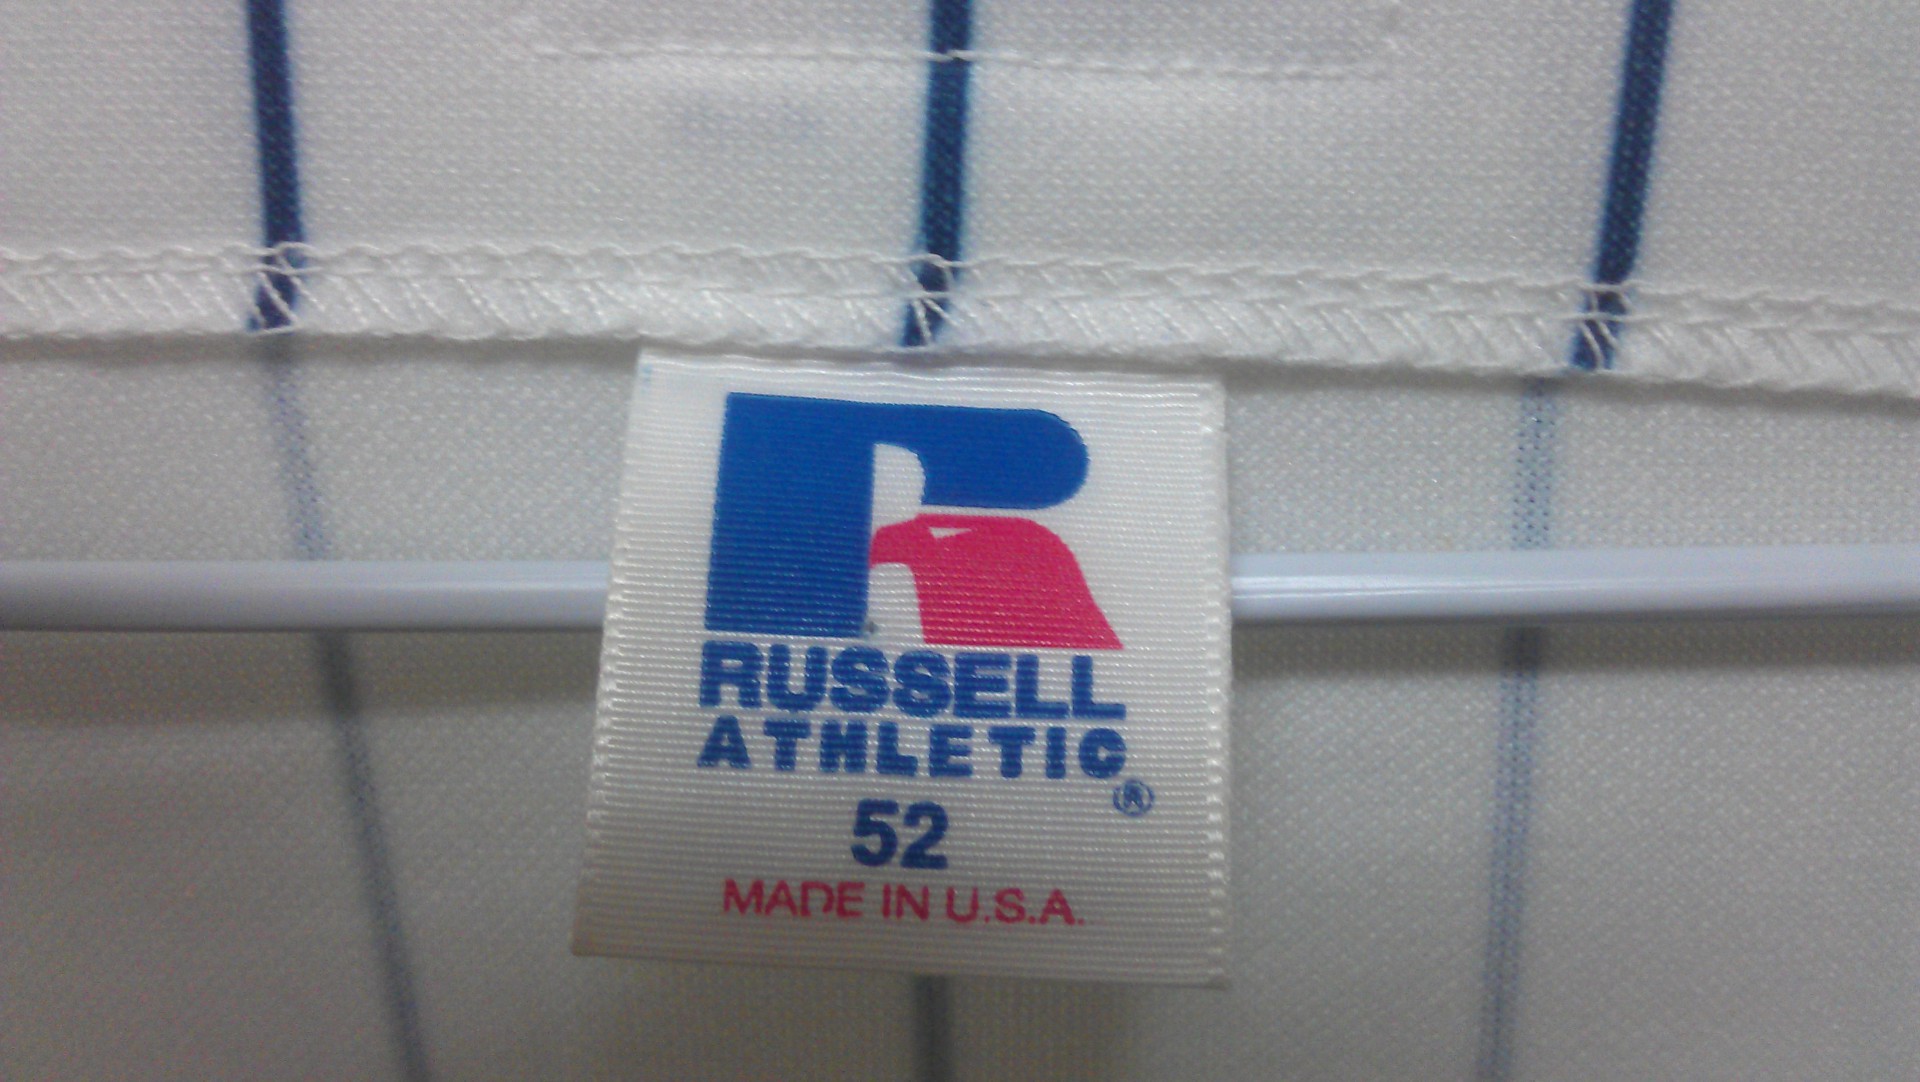 RUSSELL
ATHLETIC®
52
MADE IN U.S.A.